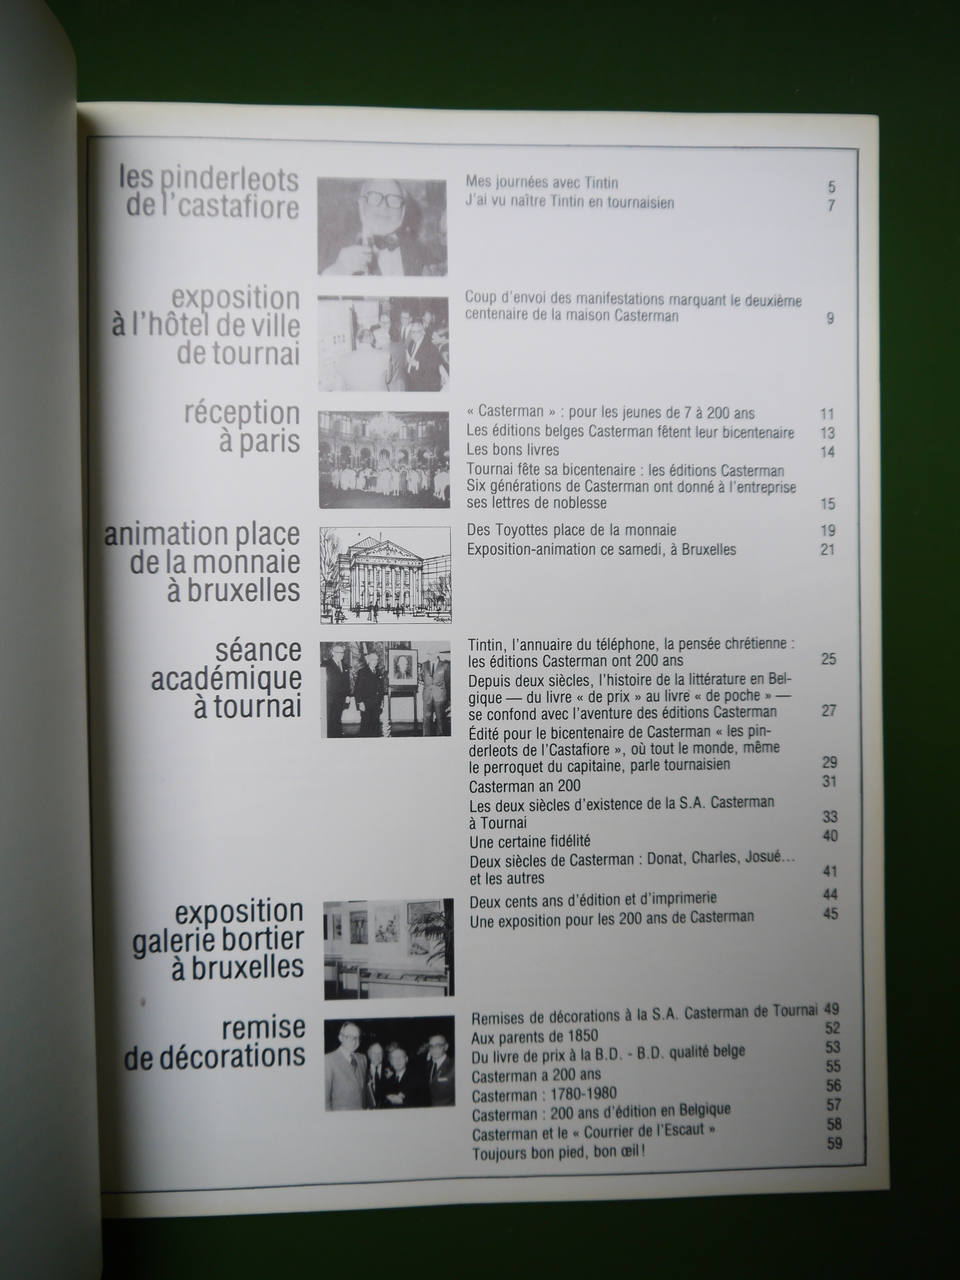 les pinderleots
de l'castafiore
Mes journées avec Tintin 5
J'ai vu naître Tintin en tournaisien 7
exposition
à l'hôtel de ville
de tournai
Coup d'envoi des manifestations marquant le deuxième
centenaire de la maison Casterman 9
réception
à paris
« Casterman » : pour les jeunes de 7 à 200 ans 11
Les éditions belges Casterman fêtent leur bicentenaire 13
Les bons livres 14
Tournai fête sa bicentenaire : les éditions Casterman
Six générations de Casterman ont donné à l'entreprise
ses lettres de noblesse 15
animation place
de la monnaie
à bruxelles
Des Toyottes place de la monnaie 19
Exposition-animation ce samedi, à Bruxelles 21
séance
académique
à tournai
Tintin, l'annuaire du téléphone, la pensée chrétienne :
les éditions Casterman ont 200 ans 25
Depuis deux siècles, l'histoire de la littérature en Bel-
gique — du livre « de prix » au livre « de poche » —
se confond avec l'aventure des éditions Casterman 27
Édité pour le bicentenaire de Casterman « les pin-
derleots de l'Castafiore », où tout le monde, même
le perroquet du capitaine, parle tournaisien 29
Casterman an 200 31
Les deux siècles d'existence de la S.A. Casterman
à Tournai 33
Une certaine fidélité 40
Deux siècles de Casterman : Donat, Charles, Josué...
et les autres 41
exposition
galerie bortier
à bruxelles
Deux cents ans d'édition et d'imprimerie 44
Une exposition pour les 200 ans de Casterman 45
remise
de décorations
Remises de décorations à la S.A. Casterman de Tournai 49
Aux parents de 1850 52
Du livre de prix à la B.D. - B.D. qualité belge 53
Casterman a 200 ans 55
Casterman : 1780-1980 56
Casterman : 200 ans d'édition en Belgique 57
Casterman et le « Courrier de l'Escaut » 58
Toujours bon pied, bon œil ! 59